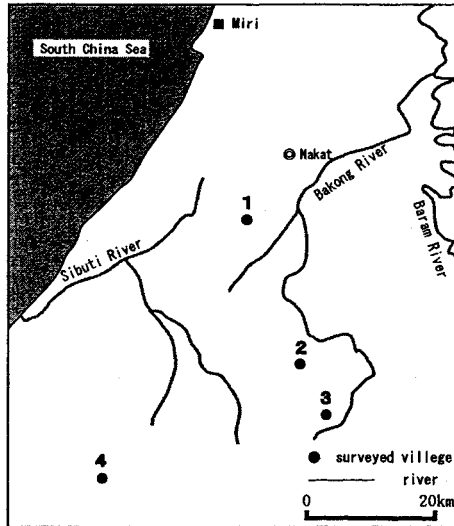 Miri
South China Sea
Nakat
Bakong River
1
Baram River
Sibuti River
2
3
4
surveyed villege
river
0 20km